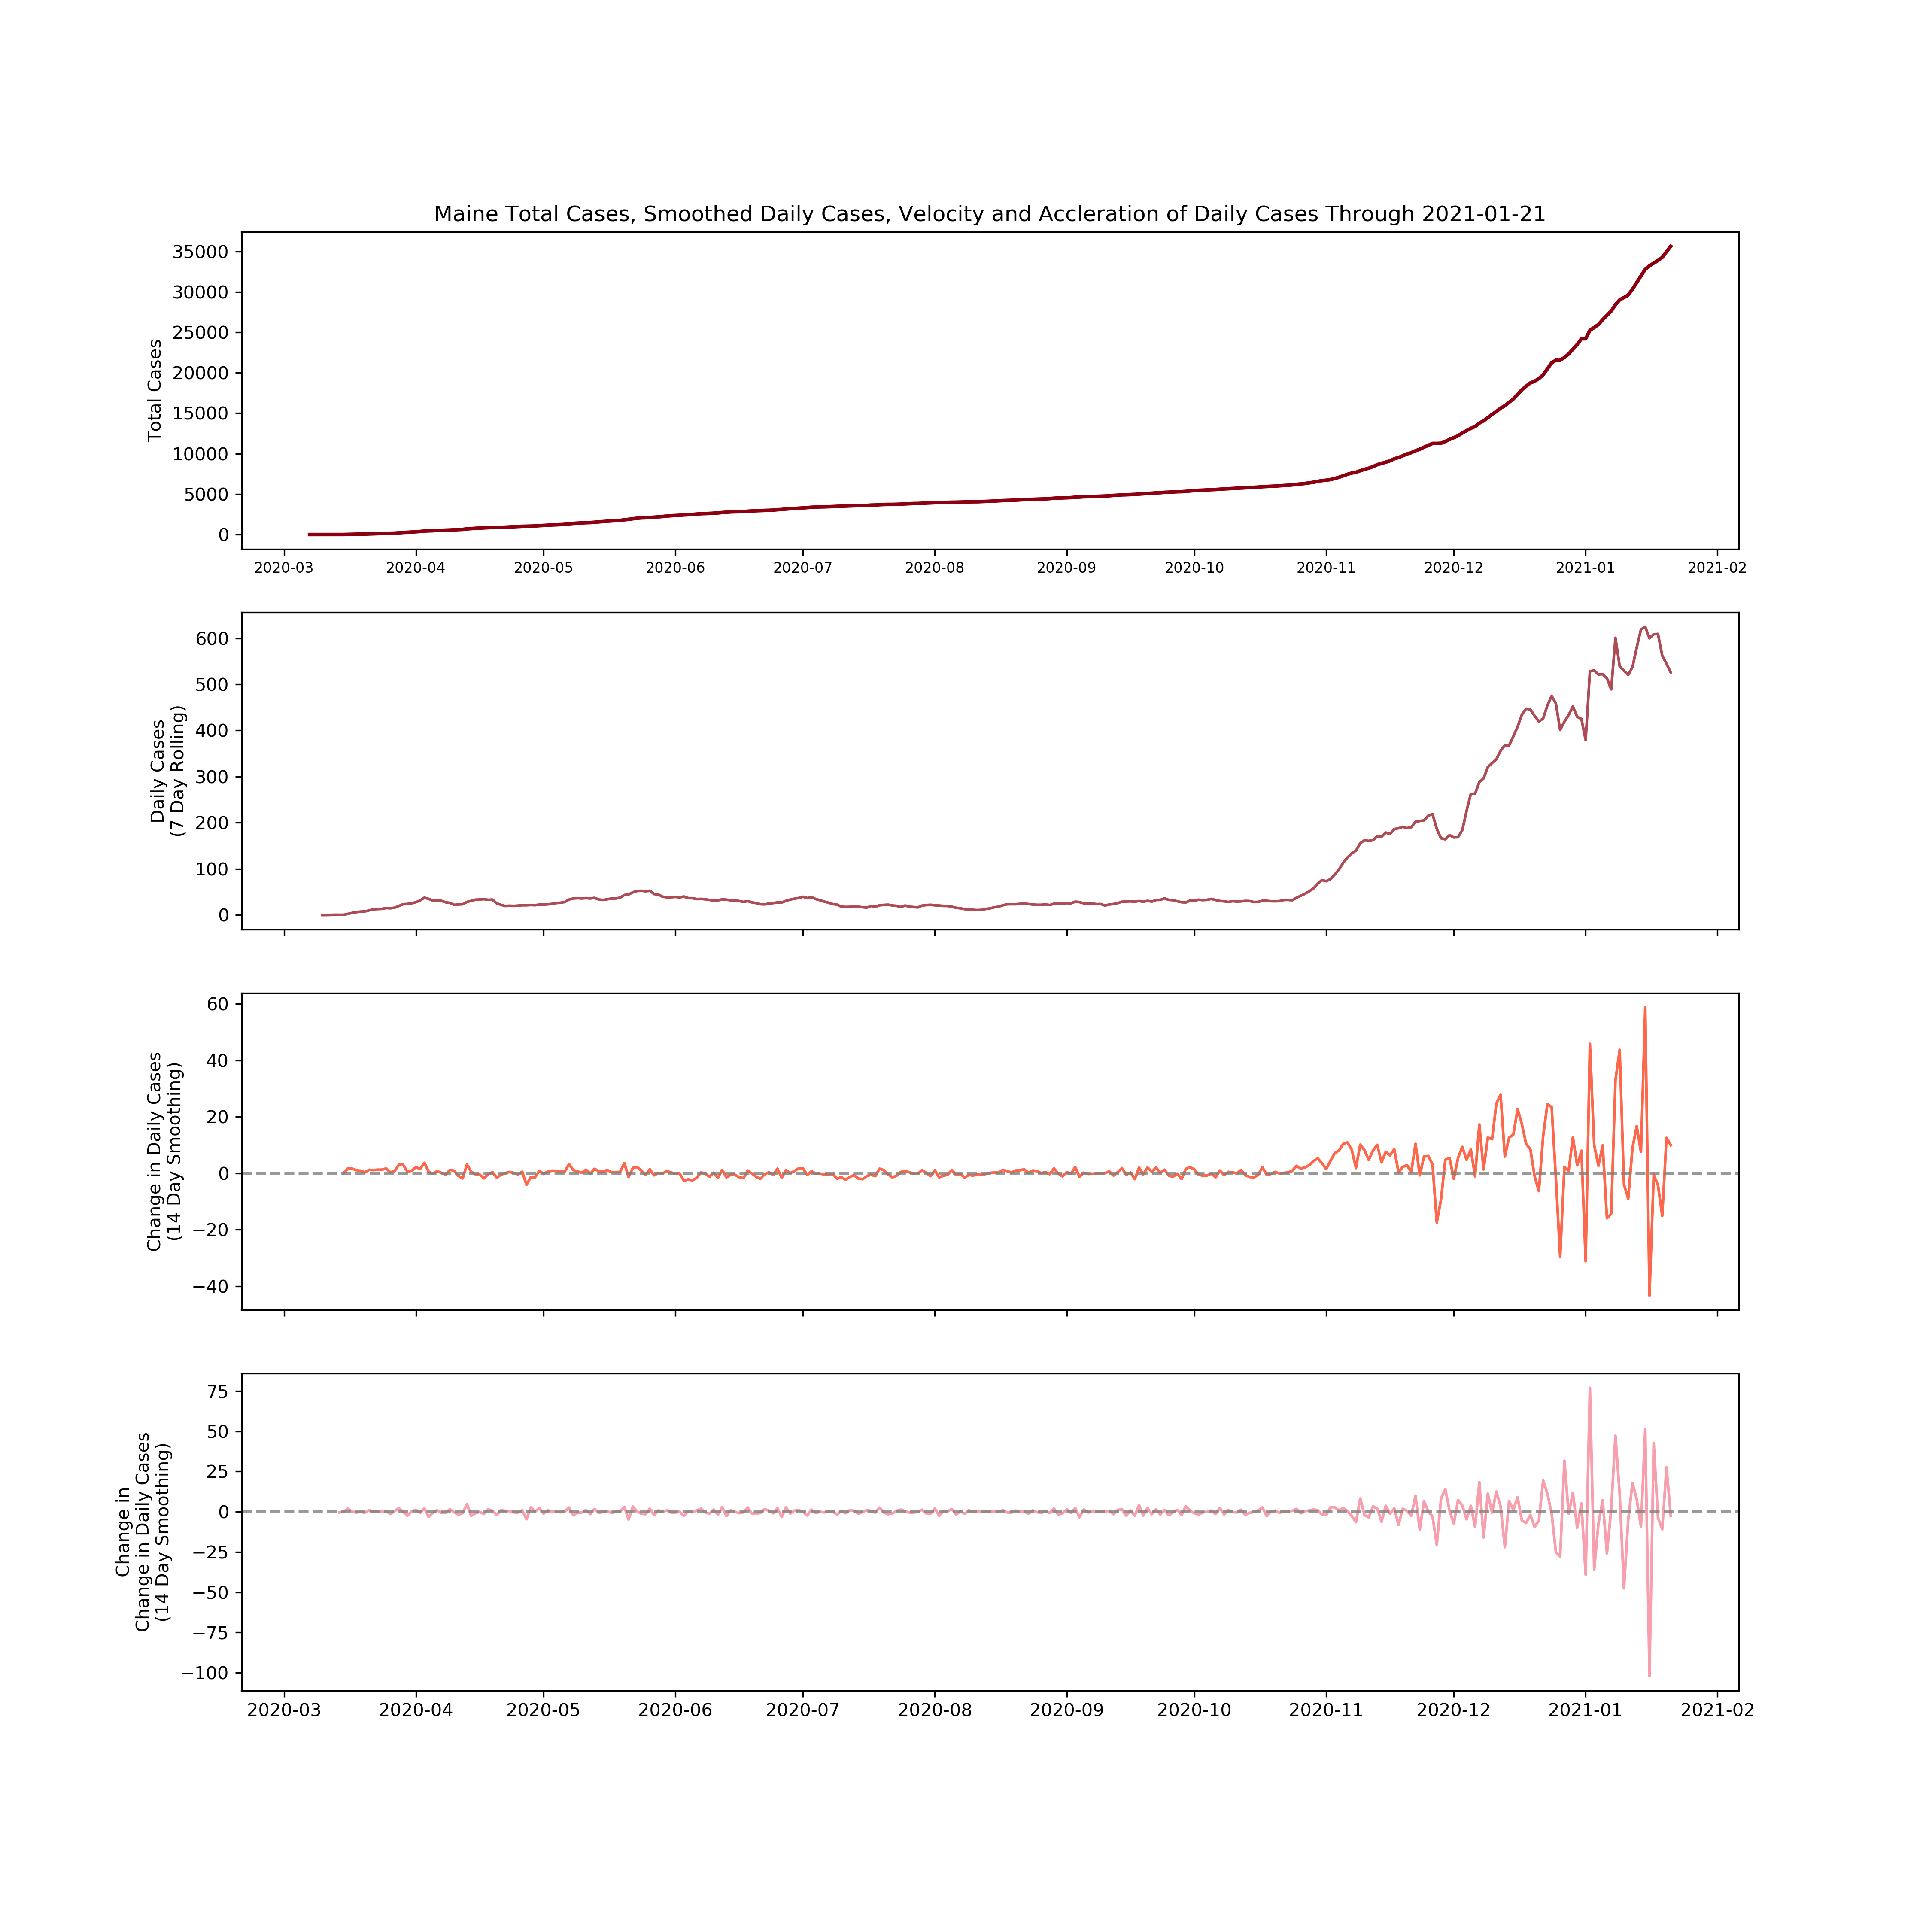 Maine Total Cases, Smoothed Daily Cases, Velocity and Accleration of Daily Cases Through 2021-01-21
Total Cases
35000
30000
25000
20000
15000
10000
5000
0
2020-03 2020-04 2020-05 2020-06 2020-07 2020-08 2020-09 2020-10 2020-11 2020-12 2021-01 2021-02
Daily Cases
(7 Day Rolling)
600
500
400
300
200
100
0
Change in Daily Cases
(14 Day Smoothing)
60
40
20
0
−20
−40
Change in
Change in Daily Cases
(14 Day Smoothing)
75
50
25
0
−25
−50
−75
−100
2020-03 2020-04 2020-05 2020-06 2020-07 2020-08 2020-09 2020-10 2020-11 2020-12 2021-01 2021-02